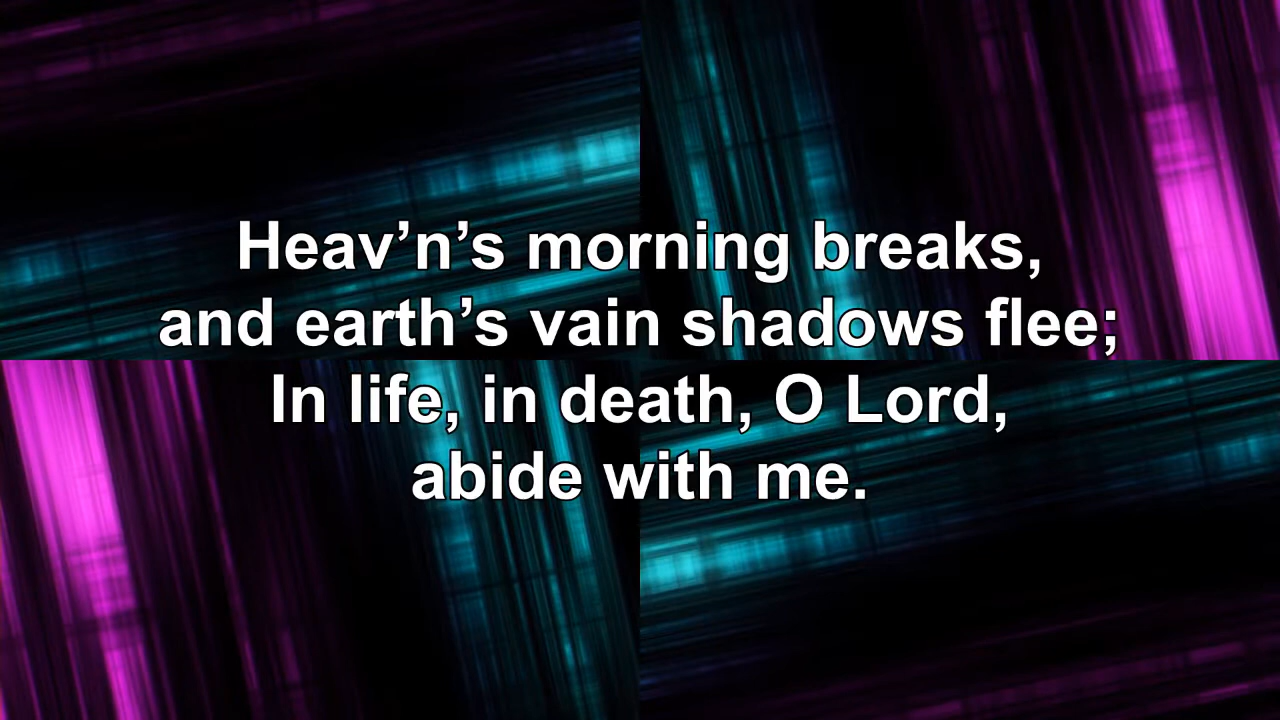 Heav’n’s morning breaks,
and earth’s vain shadows flee;
In life, in death, O Lord,
abide with me.